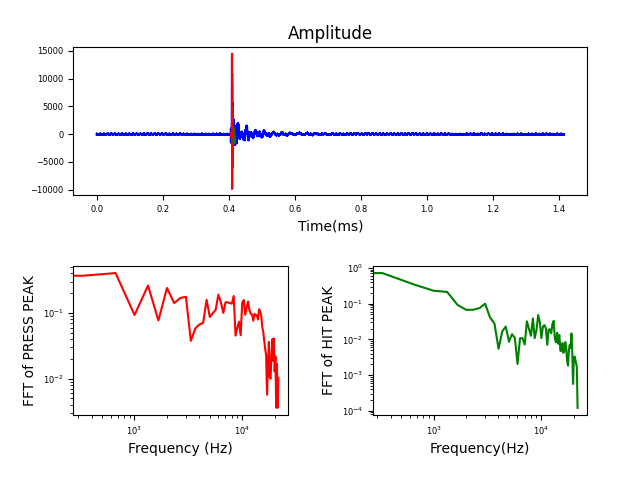 Amplitude
15000
10000
5000
0
−5000
−10000
0.0 0.2 0.4 0.6 0.8 1.0 1.2 1.4
Time(ms)
FFT of PRESS PEAK
10⁻¹
10⁻²
10³ 10⁴
Frequency (Hz)
FFT of HIT PEAK
10⁰
10⁻¹
10⁻²
10⁻³
10⁻⁴
10³ 10⁴
Frequency(Hz)